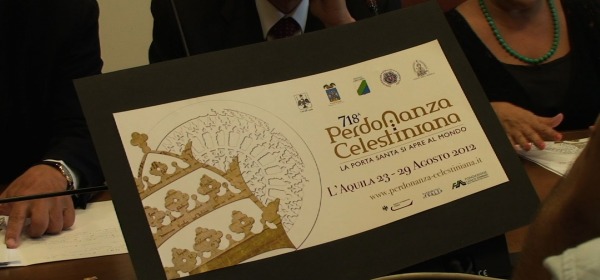 718ª
Perdonanza
Celestiniana
LA PORTA SANTA SI APRE AL MONDO
L'AQUILA 23 - 29 AGOSTO 2012
www.perdonanza-celestiniana.it